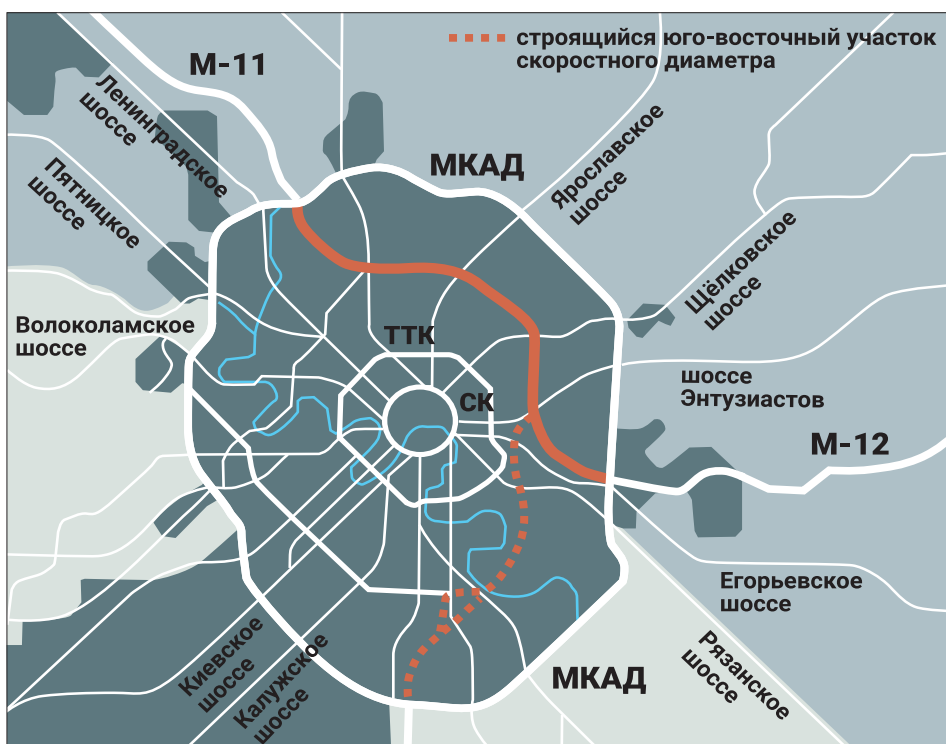 строящийся юго-восточный участок
скоростного диаметра
М-11
Ленинградское
шоссе
Пятницкое
шоссе
МКАД
Ярославское
шоссе
Щёлковское
шоссе
Волоколамское
шоссе
ТТК
СК
шоссе
Энтузиастов
М-12
Егорьевское
шоссе
Рязанское
шоссе
МКАД
Киевское
шоссе
Калужское
шоссе